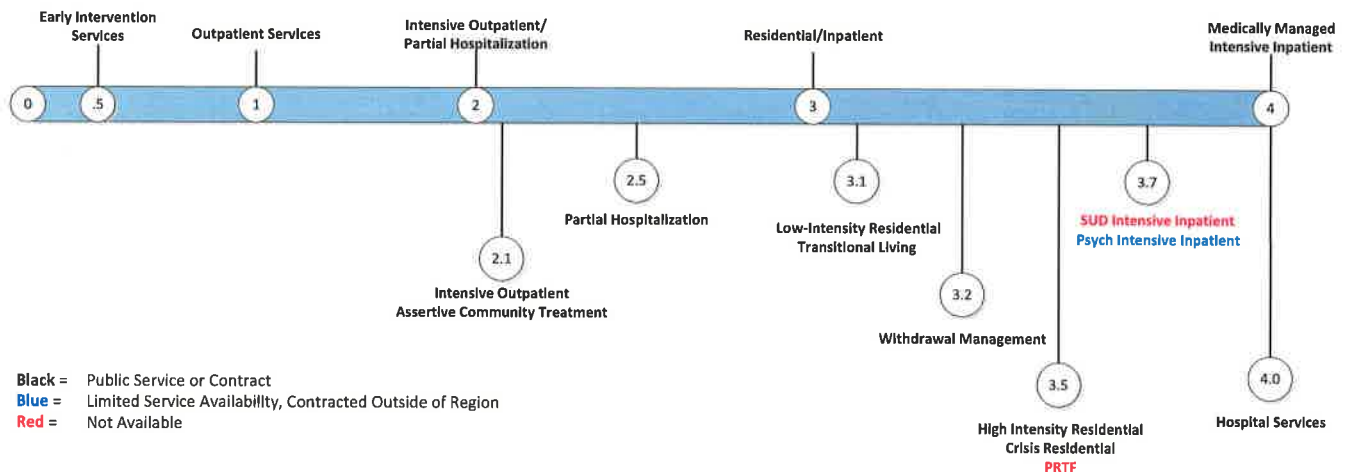 Early Intervention
Services
Outpatient Services
Intensive Outpatient/
Partial Hospitalization
Residential/Inpatient
Medically Managed
Intensive Inpatient
0
.5
1
2
3
4
2.5
Partial Hospitalization
2.1
Intensive Outpatient
Assertive Community Treatment
3.1
Low-Intensity Residential
Transitional Living
3.2
Withdrawal Management
3.5
High Intensity Residential
Crisis Residential
PRTF
3.7
SUD Intensive Inpatient
Psych Intensive Inpatient
4.0
Hospital Services
Black = Public Service or Contract
Blue = Limited Service Availability, Contracted Outside of Region
Red = Not Available